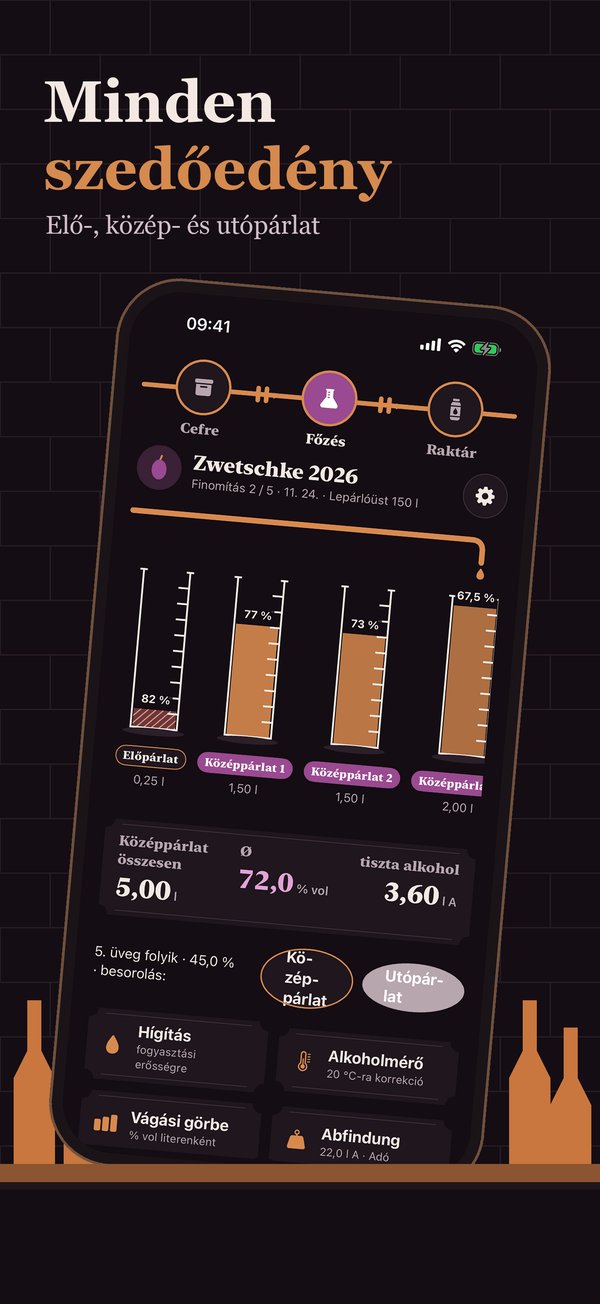 Minden
szedőedény
Elő-, közép- és utópárlat
09:41
Cefre
Főzés
Raktár
Zwetschke 2026
Finomítás 2 / 5 · 11. 24. · Lepárlóüst 150 l
82 %
77 %
73 %
67,5 %
Előpárlat
Középpárlat 1
Középpárlat 2
Középpárla
0,25 l
1,50 l
1,50 l
2,00 l
Középpárlat
összesen
5,00 l
Ø
72,0 % vol
tiszta alkohol
3,60 l A
5. üveg folyik · 45,0 %
· besorolás:
Kö-
zép-
párlat
Utópár-
lat
Hígítás
fogyasztási
erősségre
Alkoholmérő
20 °C-ra korrekció
Vágási görbe
% vol literenként
Abfindung
22,0 l A · Adó